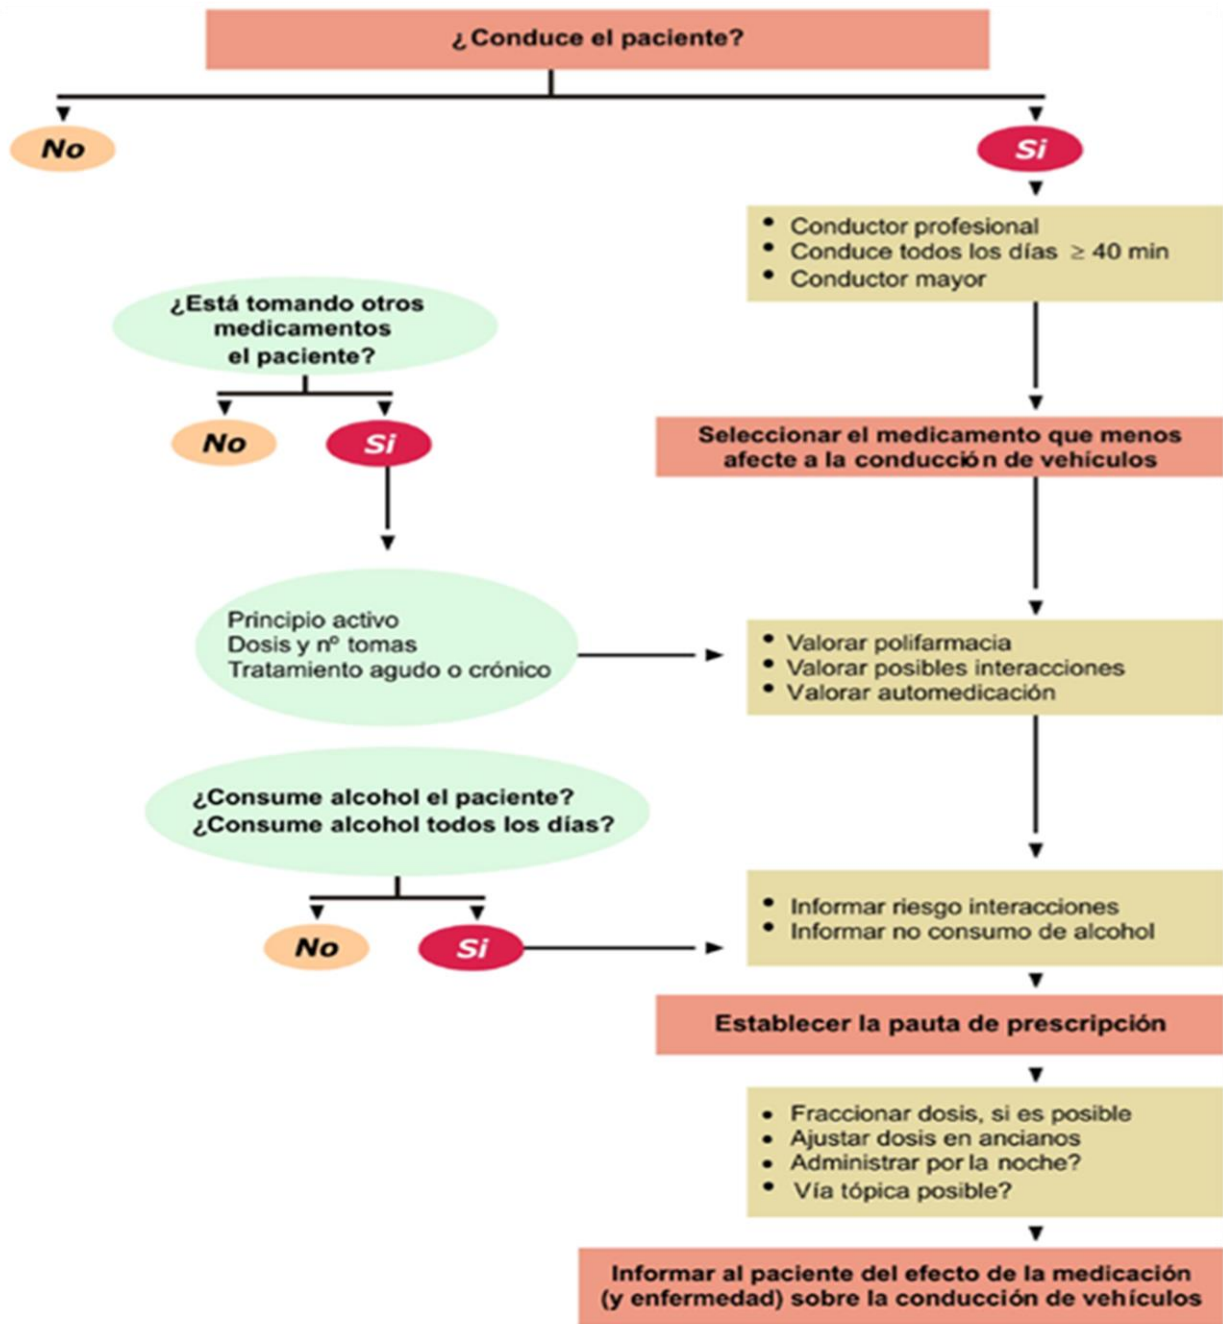 ¿Conduce el paciente?
No
Si
• Conductor profesional
• Conduce todos los días ≥ 40 min
• Conductor mayor
¿Está tomando otros
medicamentos
el paciente?
No
Si
Seleccionar el medicamento que menos
afecte a la conducción de vehículos
Principio activo
Dosis y nº tomas
Tratamiento agudo o crónico
• Valorar polifarmacia
• Valorar posibles interacciones
• Valorar automedicación
¿Consume alcohol el paciente?
¿Consume alcohol todos los días?
No
Si
• Informar riesgo interacciones
• Informar no consumo de alcohol
Establecer la pauta de prescripción
• Fraccionar dosis, si es posible
• Ajustar dosis en ancianos
• Administrar por la noche?
• Vía tópica posible?
Informar al paciente del efecto de la medicación
(y enfermedad) sobre la conducción de vehículos